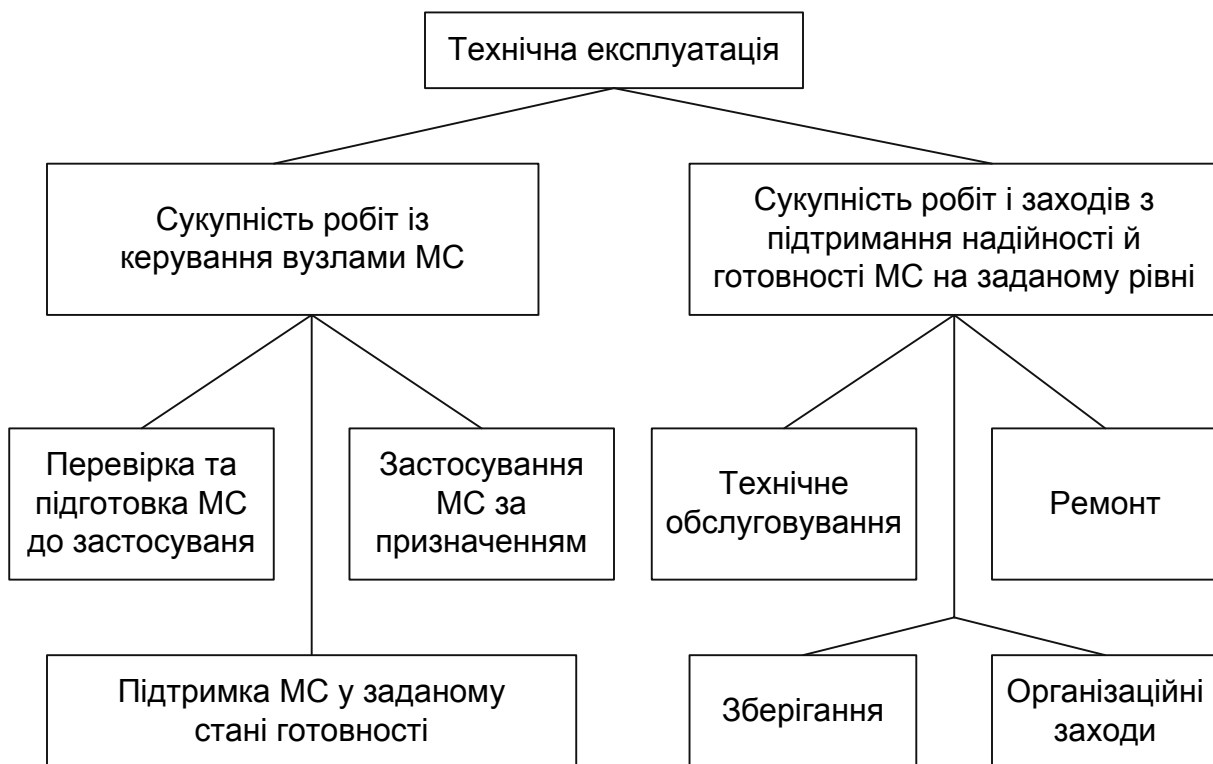 Технічна експлуатація
Сукупність робіт із
керування вузлами МС
Сукупність робіт і заходів з
підтримання надійності й
готовності МС на заданому рівні
Перевірка та
підготовка МС
до застосуваня
Застосування
МС за
призначенням
Технічне
обслуговування
Ремонт
Підтримка МС у заданому
стані готовності
Зберігання
Організаційні
заходи